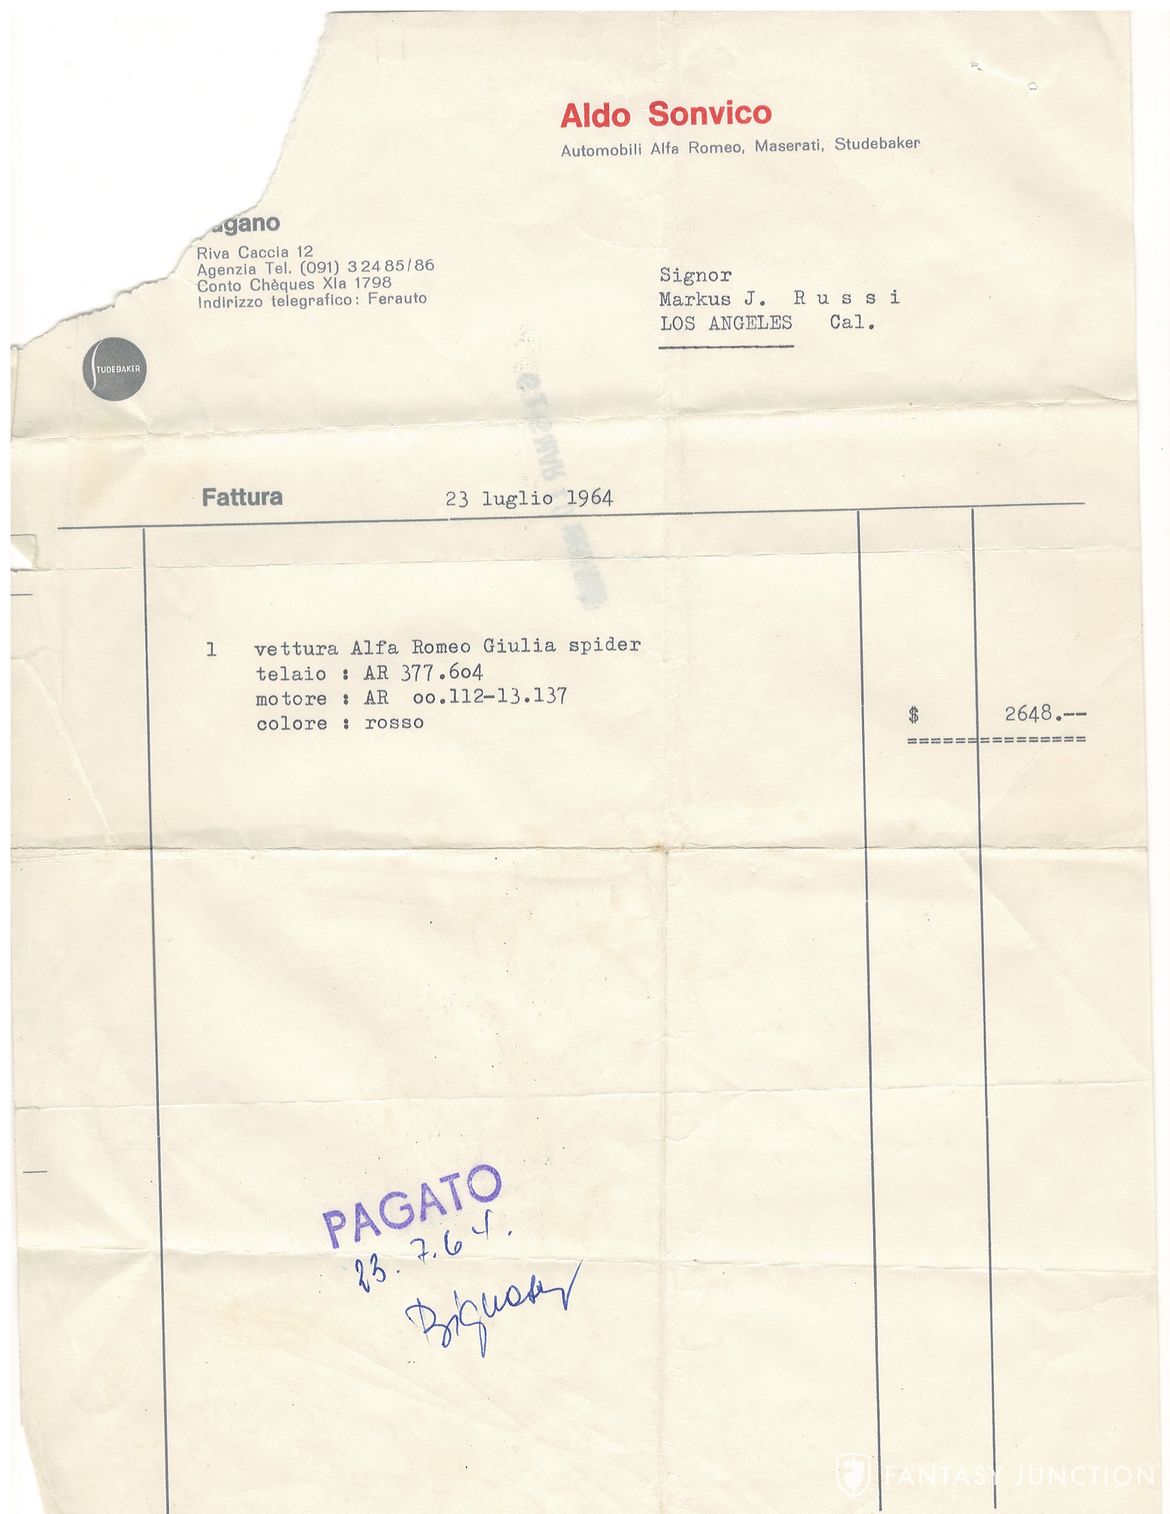 Aldo Sonvico
Automobili Alfa Romeo, Maserati, Studebaker
Riva Caccia 12
Agenzia Tel. (091) 3 24 85/86
Conto Chèques XIa 1798
Indirizzo telegrafico: Ferauto
Signor
Markus J. R u s s i
LOS ANGELES Cal.
STUDEBAKER
Fattura 23 luglio 1964
1 vettura Alfa Romeo Giulia spider
telaio : AR 377.6o4
motore : AR oo.112-13.137
colore : rosso
$ 2648.--
PAGATO
23.7.64.
FANTASY JUNCTION